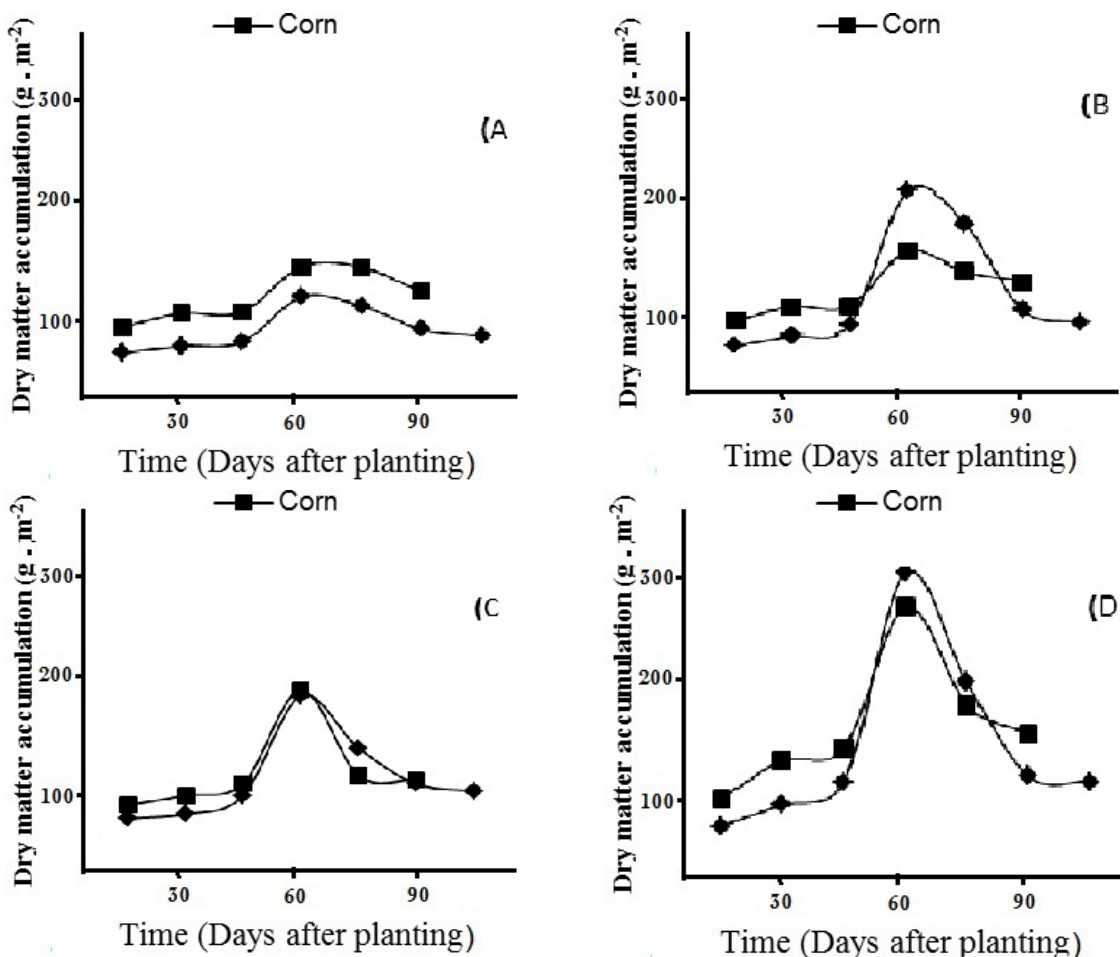 Corn
Dry matter accumulation (g . m-2)
300
200
100
(A
30 60 90
Time (Days after planting)
Corn
Dry matter accumulation (g . m-2)
300
200
100
(B
30 60 90
Time (Days after planting)
Corn
Dry matter accumulation (g . m-2)
300
200
100
(C
30 60 90
Time (Days after planting)
Corn
Dry matter accumulation (g . m-2)
300
200
100
(D
30 60 90
Time (Days after planting)